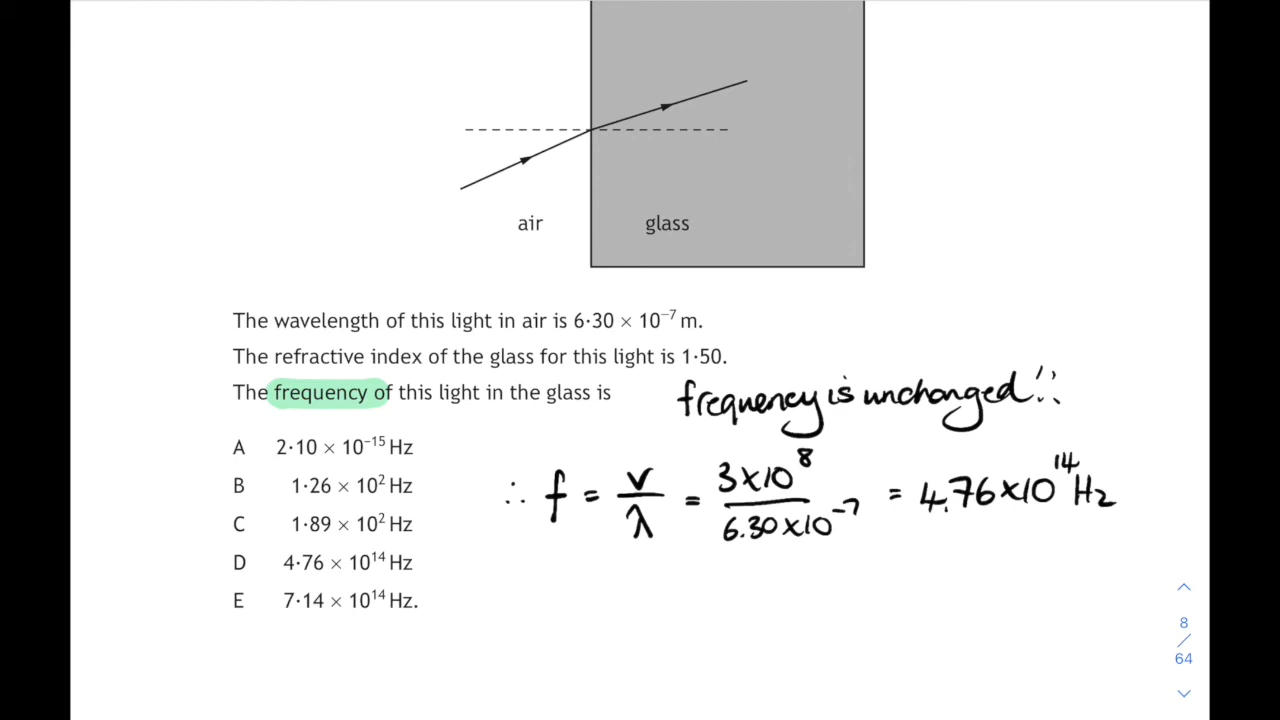 air
glass
The wavelength of this light in air is 6·30 × 10⁻⁷ m.
The refractive index of the glass for this light is 1·50.
The frequency of this light in the glass is
frequency is unchanged!!
A 2·10 × 10⁻¹⁵ Hz
B 1·26 × 10² Hz
C 1·89 × 10² Hz
D 4·76 × 10¹⁴ Hz
E 7·14 × 10¹⁴ Hz.
∴ f = v/λ = 3×10⁸/6.30×10⁻⁷ = 4.76×10¹⁴ Hz
8
/
64